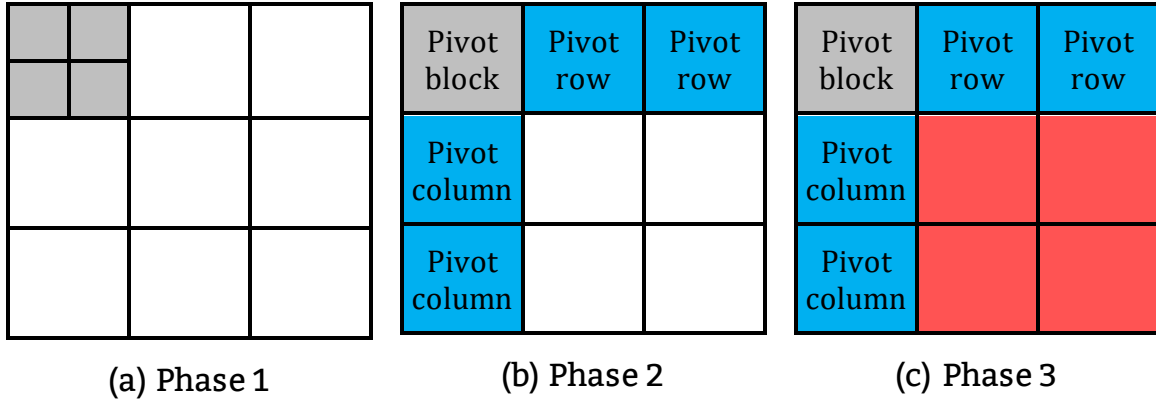 Pivot block
Pivot row
Pivot row
Pivot column
Pivot column
Pivot block
Pivot row
Pivot row
Pivot column
Pivot column
(a) Phase 1
(b) Phase 2
(c) Phase 3